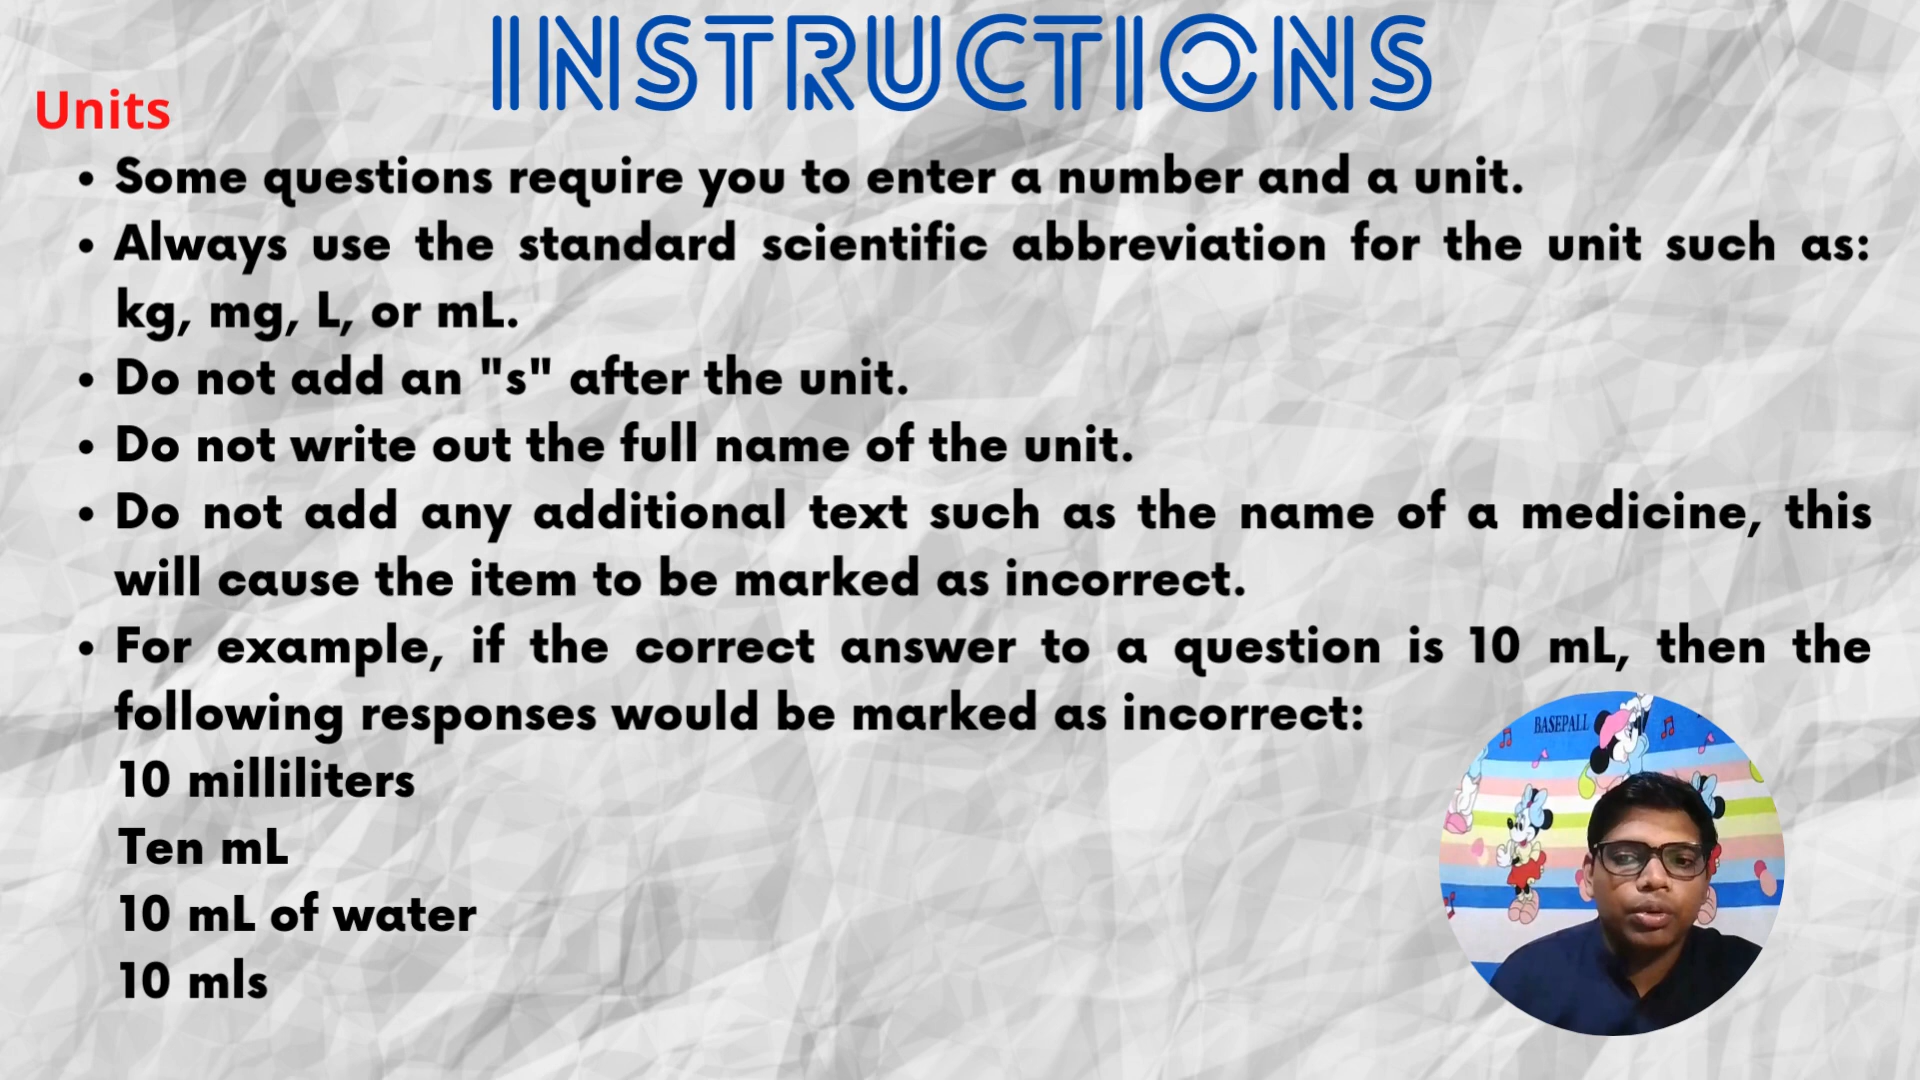 INSTRUCTIONS
Units
• Some questions require you to enter a number and a unit.
• Always use the standard scientific abbreviation for the unit such as:
kg, mg, L, or mL.
• Do not add an "s" after the unit.
• Do not write out the full name of the unit.
• Do not add any additional text such as the name of a medicine, this
will cause the item to be marked as incorrect.
• For example, if the correct answer to a question is 10 mL, then the
following responses would be marked as incorrect:
10 milliliters
Ten mL
10 mL of water
10 mls
BASEPALL